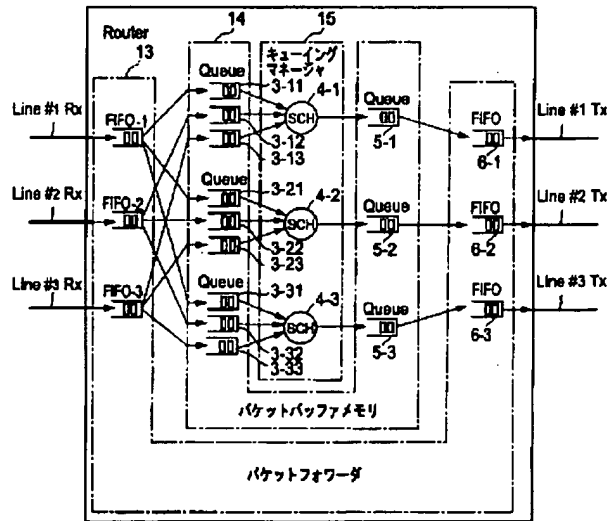 Router
13
14
15
キューイング
マネージャ
Queue
3-11
4-1
SCH
3-12
3-13
Queue
5-1
FIFO
6-1
Line #1 Rx
FIFO-1
Line #1 Tx
Queue
3-21
4-2
SCH
3-22
3-23
Queue
5-2
FIFO
6-2
Line #2 Rx
FIFO-2
Line #2 Tx
Queue
3-31
4-3
SCH
3-32
3-33
Queue
5-3
FIFO
6-3
Line #3 Rx
FIFO-3
Line #3 Tx
パケットバッファメモリ
パケットフォワーダ